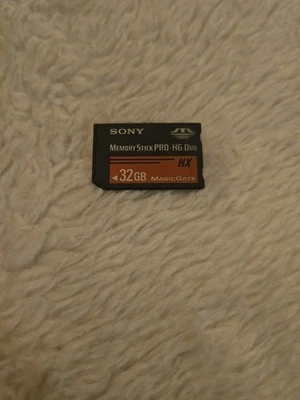 SONY
MEMORY STICK PRO-HG DUO
HX
32GB MAGICGATE